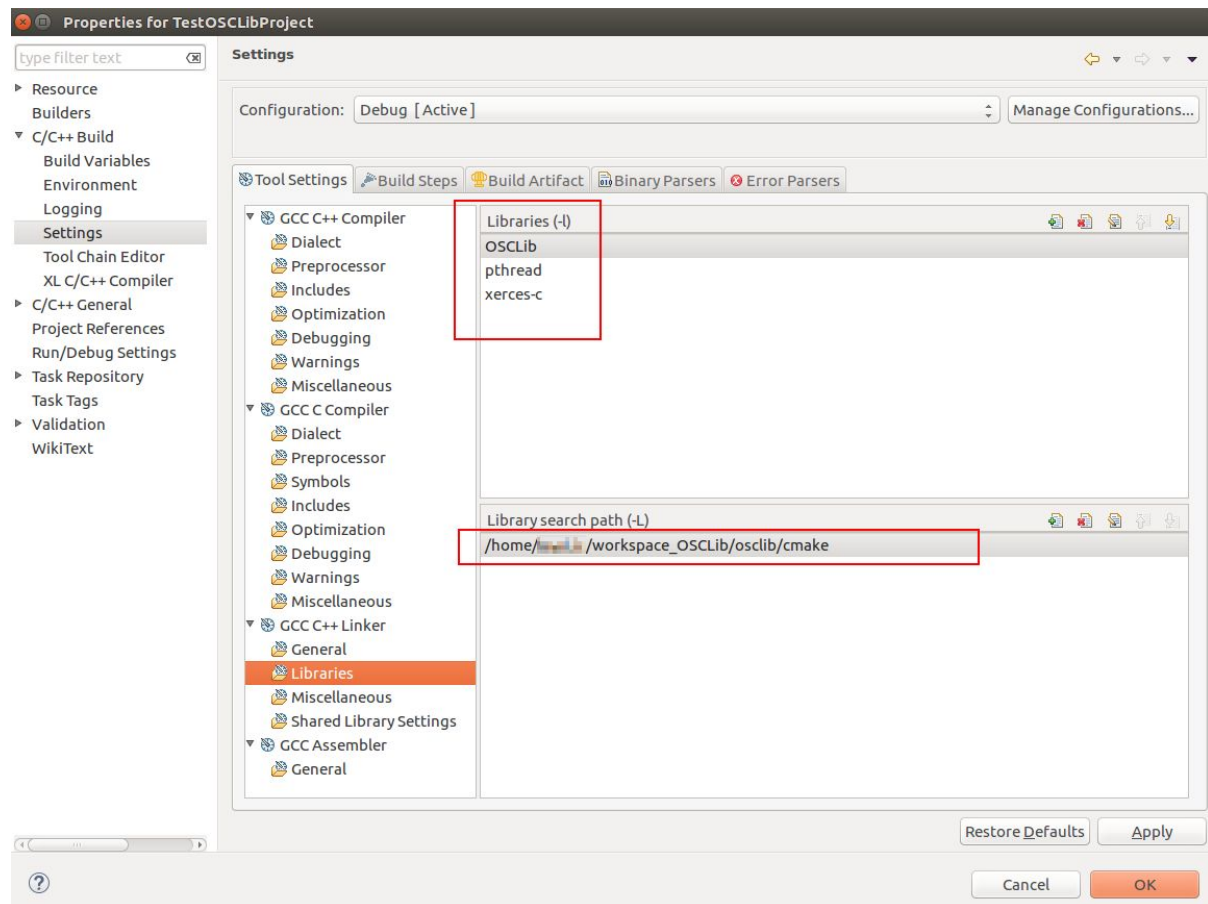 Properties for TestOSCLibProject
type filter text
Resource
Builders
C/C++ Build
Build Variables
Environment
Logging
Settings
Tool Chain Editor
XL C/C++ Compiler
C/C++ General
Project References
Run/Debug Settings
Task Repository
Task Tags
Validation
WikiText
Settings
Configuration: Debug [ Active ] Manage Configurations...
Tool Settings Build Steps Build Artifact Binary Parsers Error Parsers
GCC C++ Compiler
Dialect
Preprocessor
Includes
Optimization
Debugging
Warnings
Miscellaneous
GCC C Compiler
Dialect
Preprocessor
Symbols
Includes
Optimization
Debugging
Warnings
Miscellaneous
GCC C++ Linker
General
Libraries
Miscellaneous
Shared Library Settings
GCC Assembler
General
Libraries (-l)
OSCLib
pthread
xerces-c
Library search path (-L)
/home/ /workspace_OSCLib/osclib/cmake
Restore Defaults Apply
Cancel OK